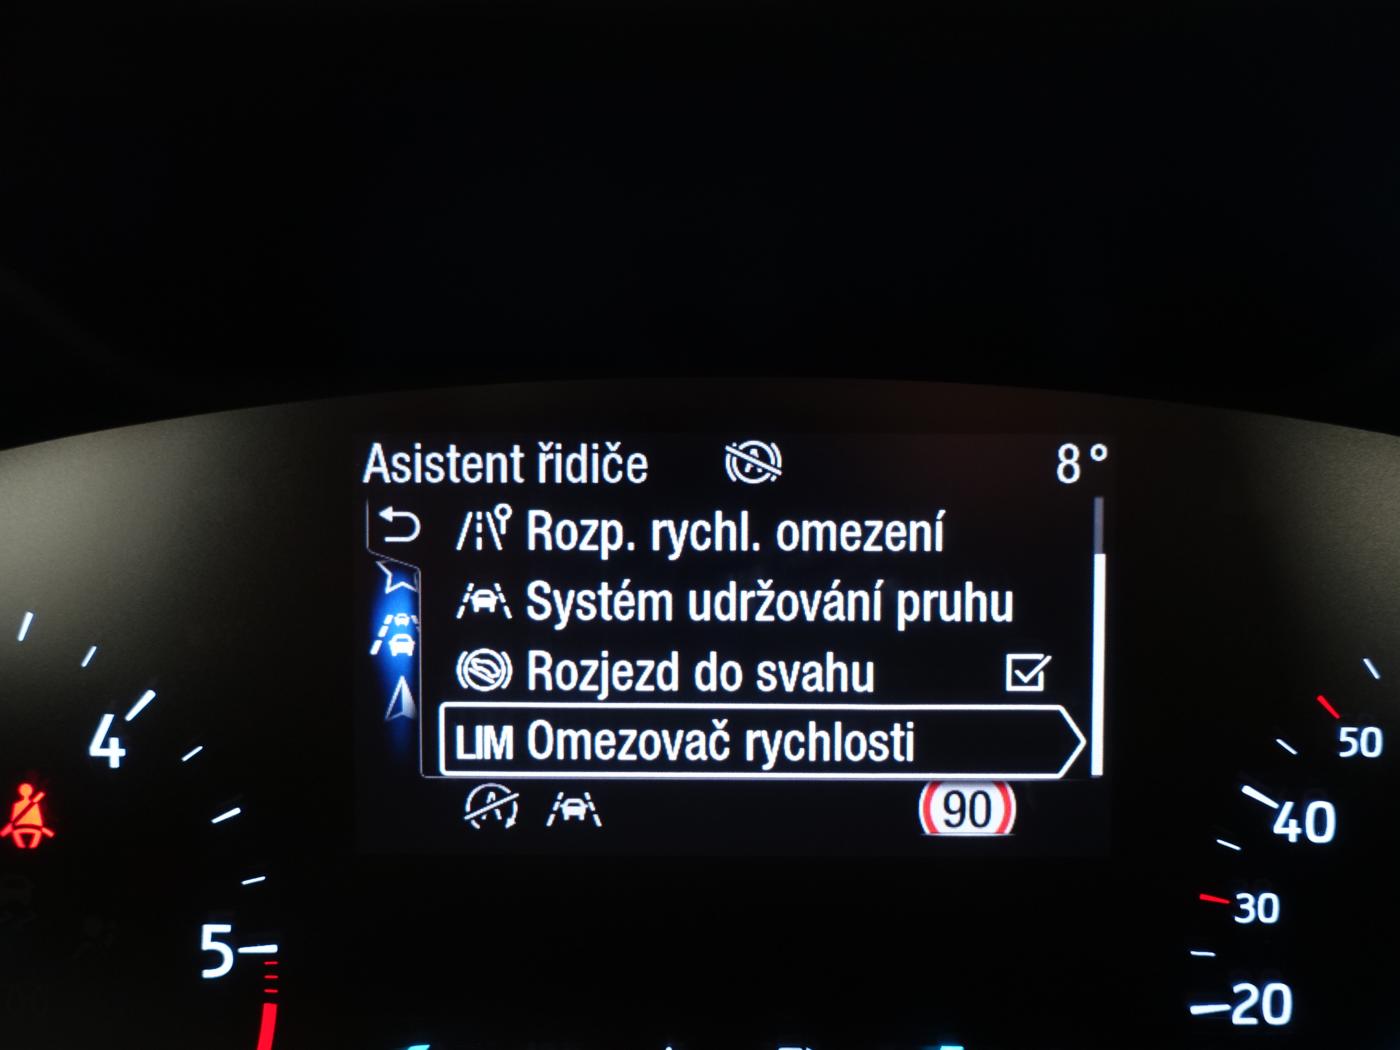 Asistent řidiče 8°
Rozp. rychl. omezení
Systém udržování pruhu
Rozjezd do svahu
LIM Omezovač rychlosti
90
4
5
50
40
30
20